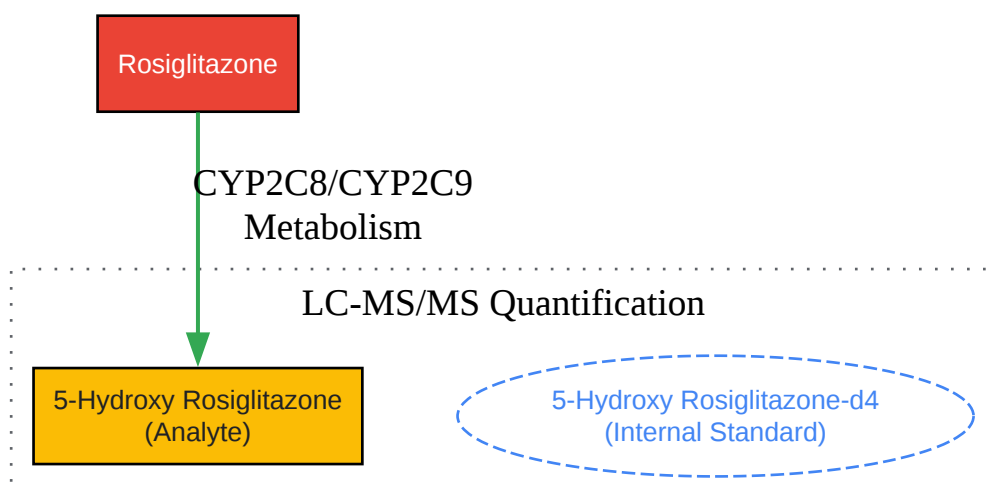 Rosiglitazone
CYP2C8/CYP2C9
Metabolism
LC-MS/MS Quantification
5-Hydroxy Rosiglitazone
(Analyte)
5-Hydroxy Rosiglitazone-d4
(Internal Standard)